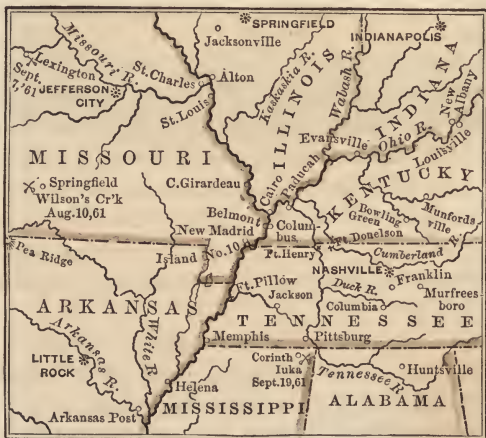 SPRINGFIELD
Jacksonville
INDIANAPOLIS
Missouri R.
Lexington
Sept.
7,'61
JEFFERSON
CITY
St. Charles
Alton
St. Louis
Kaskaskia R.
ILLINOIS
Wabash R.
INDIANA
New
Albany
Evansville
Ohio R.
Louisville
MISSOURI
Springfield
Wilson's Cr'k
Aug. 10, 61
C. Girardeau
Cairo
Paducah
KENTUCKY
Belmont
New Madrid
Colum-
bus.
Bowling
Green
Munfords-
ville
Pea Ridge
Island
No. 10
Ft. Henry
Ft. Donelson
Cumberland R.
NASHVILLE
Franklin
Ft. Pillow
Jackson
Duck R.
Columbia
Murfrees-
boro
ARKANSAS
White R.
TENNESSEE
Arkansas R.
LITTLE
ROCK
Memphis
Pittsburg
Corinth
Iuka
Sept. 19, 61
Huntsville
Tennessee R.
Helena
Arkansas Post
MISSISSIPPI
ALABAMA